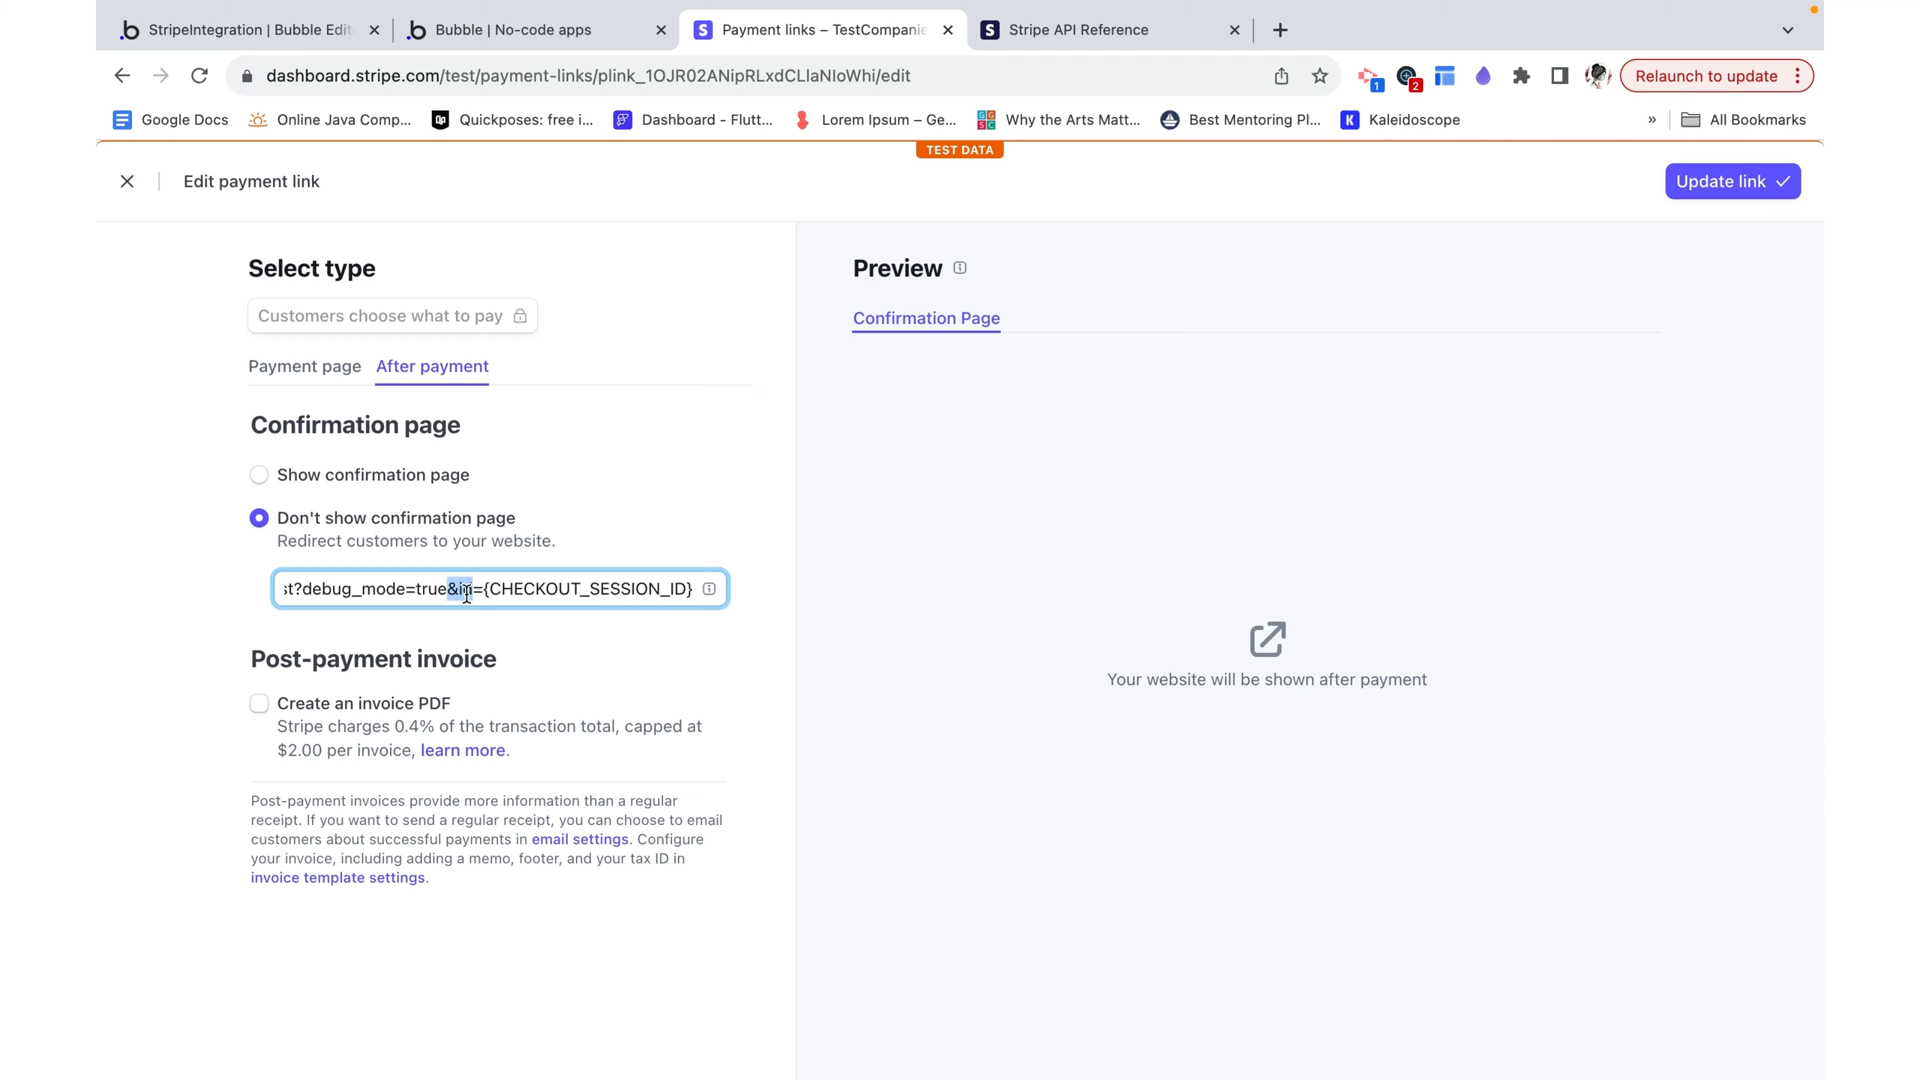 StripeIntegration | Bubble Edit
Bubble | No-code apps
Payment links – TestCompanie
Stripe API Reference
dashboard.stripe.com/test/payment-links/plink_1OJR02ANipRLxdCLlaNIoWhi/edit
1
2
Relaunch to update
Google Docs
Online Java Comp...
Quickposes: free i...
Dashboard - Flutt...
Lorem Ipsum – Ge...
Why the Arts Matt...
Best Mentoring Pl...
Kaleidoscope
»
All Bookmarks
TEST DATA
Edit payment link
Update link
Select type
Customers choose what to pay
Payment page
After payment
Confirmation page
Show confirmation page
Don't show confirmation page
Redirect customers to your website.
st?debug_mode=true&id={CHECKOUT_SESSION_ID}
Post-payment invoice
Create an invoice PDF
Stripe charges 0.4% of the transaction total, capped at
$2.00 per invoice, learn more.
Post-payment invoices provide more information than a regular
receipt. If you want to send a regular receipt, you can choose to email
customers about successful payments in email settings. Configure
your invoice, including adding a memo, footer, and your tax ID in
invoice template settings.
Preview
Confirmation Page
Your website will be shown after payment